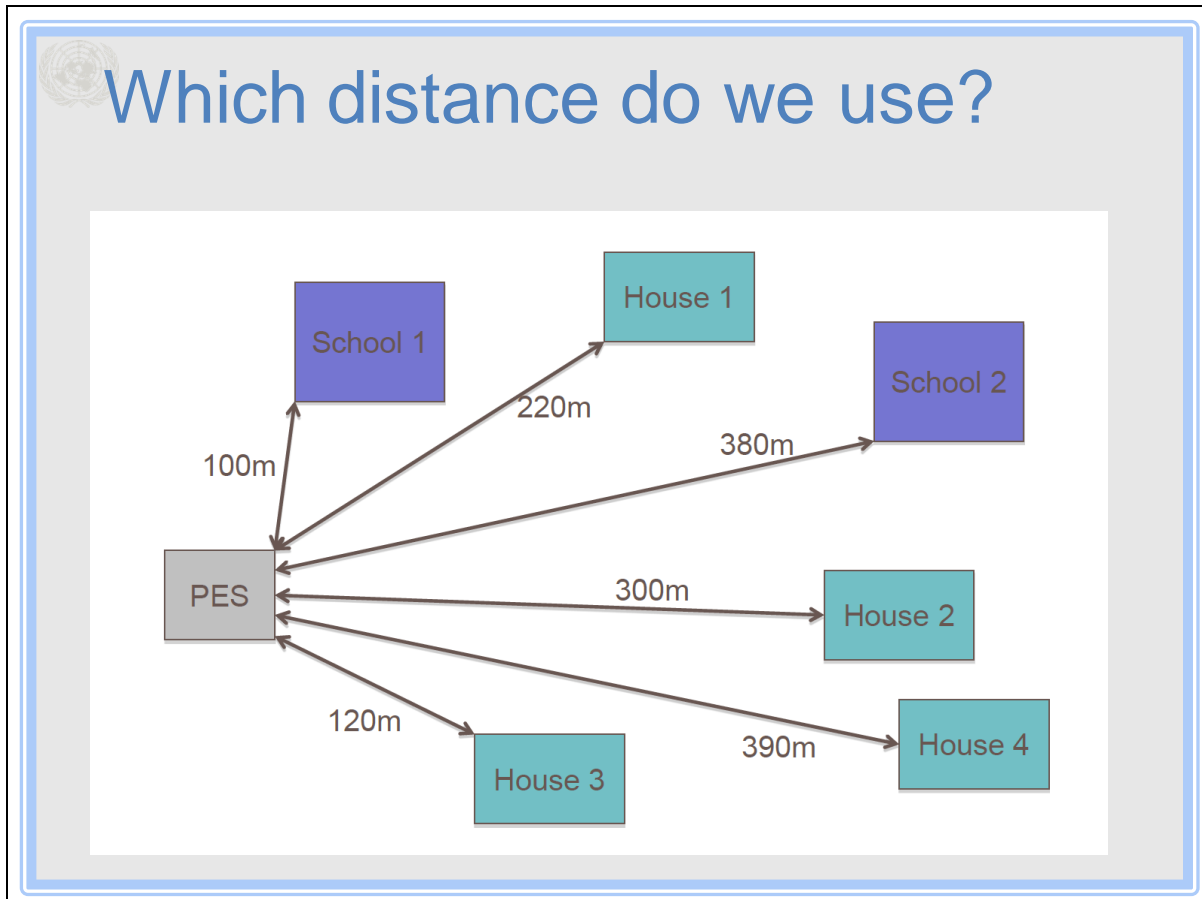 Which distance do we use?
House 1
School 1
School 2
220m
380m
100m
PES
300m
House 2
120m
390m
House 4
House 3